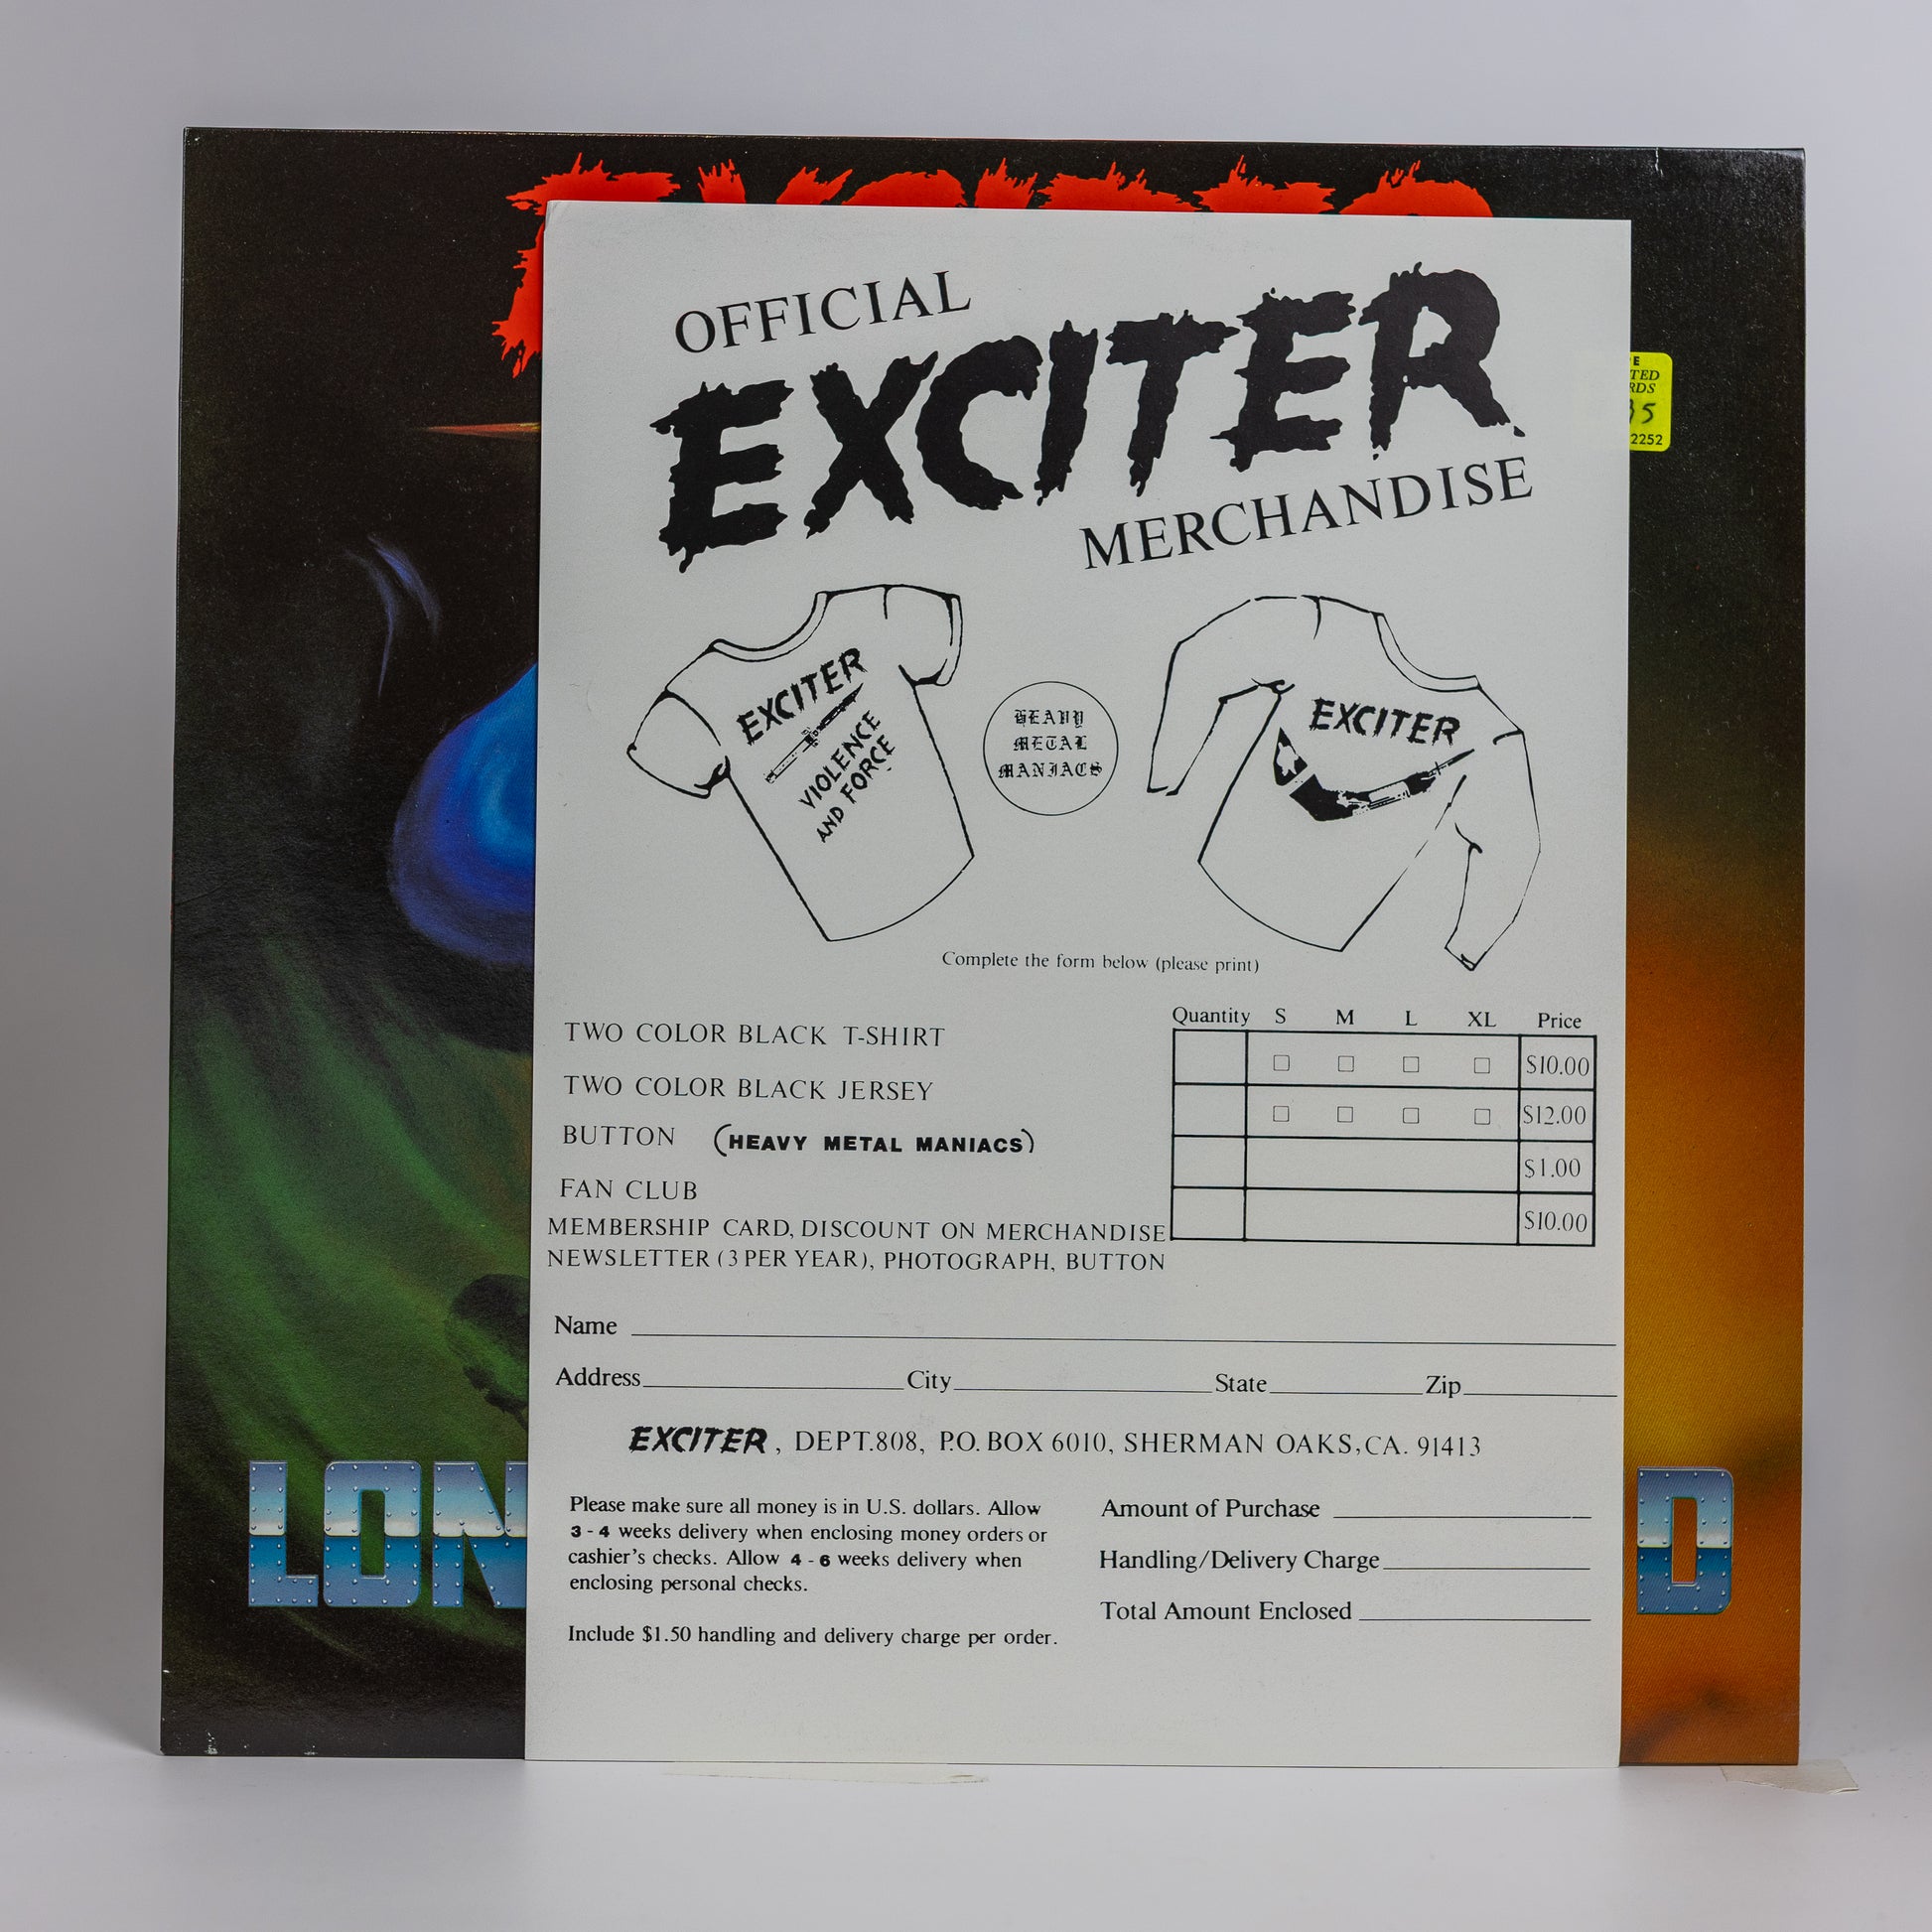 OFFICIAL
EXCITER
MERCHANDISE
EXCITER
VIOLENCE
AND FORCE
HEAVY
METAL
MANIACS
EXCITER
Complete the form below (please print)
Quantity S M L XL Price
TWO COLOR BLACK T-SHIRT $10.00
TWO COLOR BLACK JERSEY $12.00
BUTTON (HEAVY METAL MANIACS) $1.00
FAN CLUB $10.00
MEMBERSHIP CARD, DISCOUNT ON MERCHANDISE
NEWSLETTER (3 PER YEAR), PHOTOGRAPH, BUTTON
Name
Address City State Zip
EXCITER, DEPT.808, P.O. BOX 6010, SHERMAN OAKS, CA. 91413
Please make sure all money is in U.S. dollars. Allow
3 - 4 weeks delivery when enclosing money orders or
cashier's checks. Allow 4 - 6 weeks delivery when
enclosing personal checks.
Include $1.50 handling and delivery charge per order.
Amount of Purchase
Handling/Delivery Charge
Total Amount Enclosed
LON
D
2252